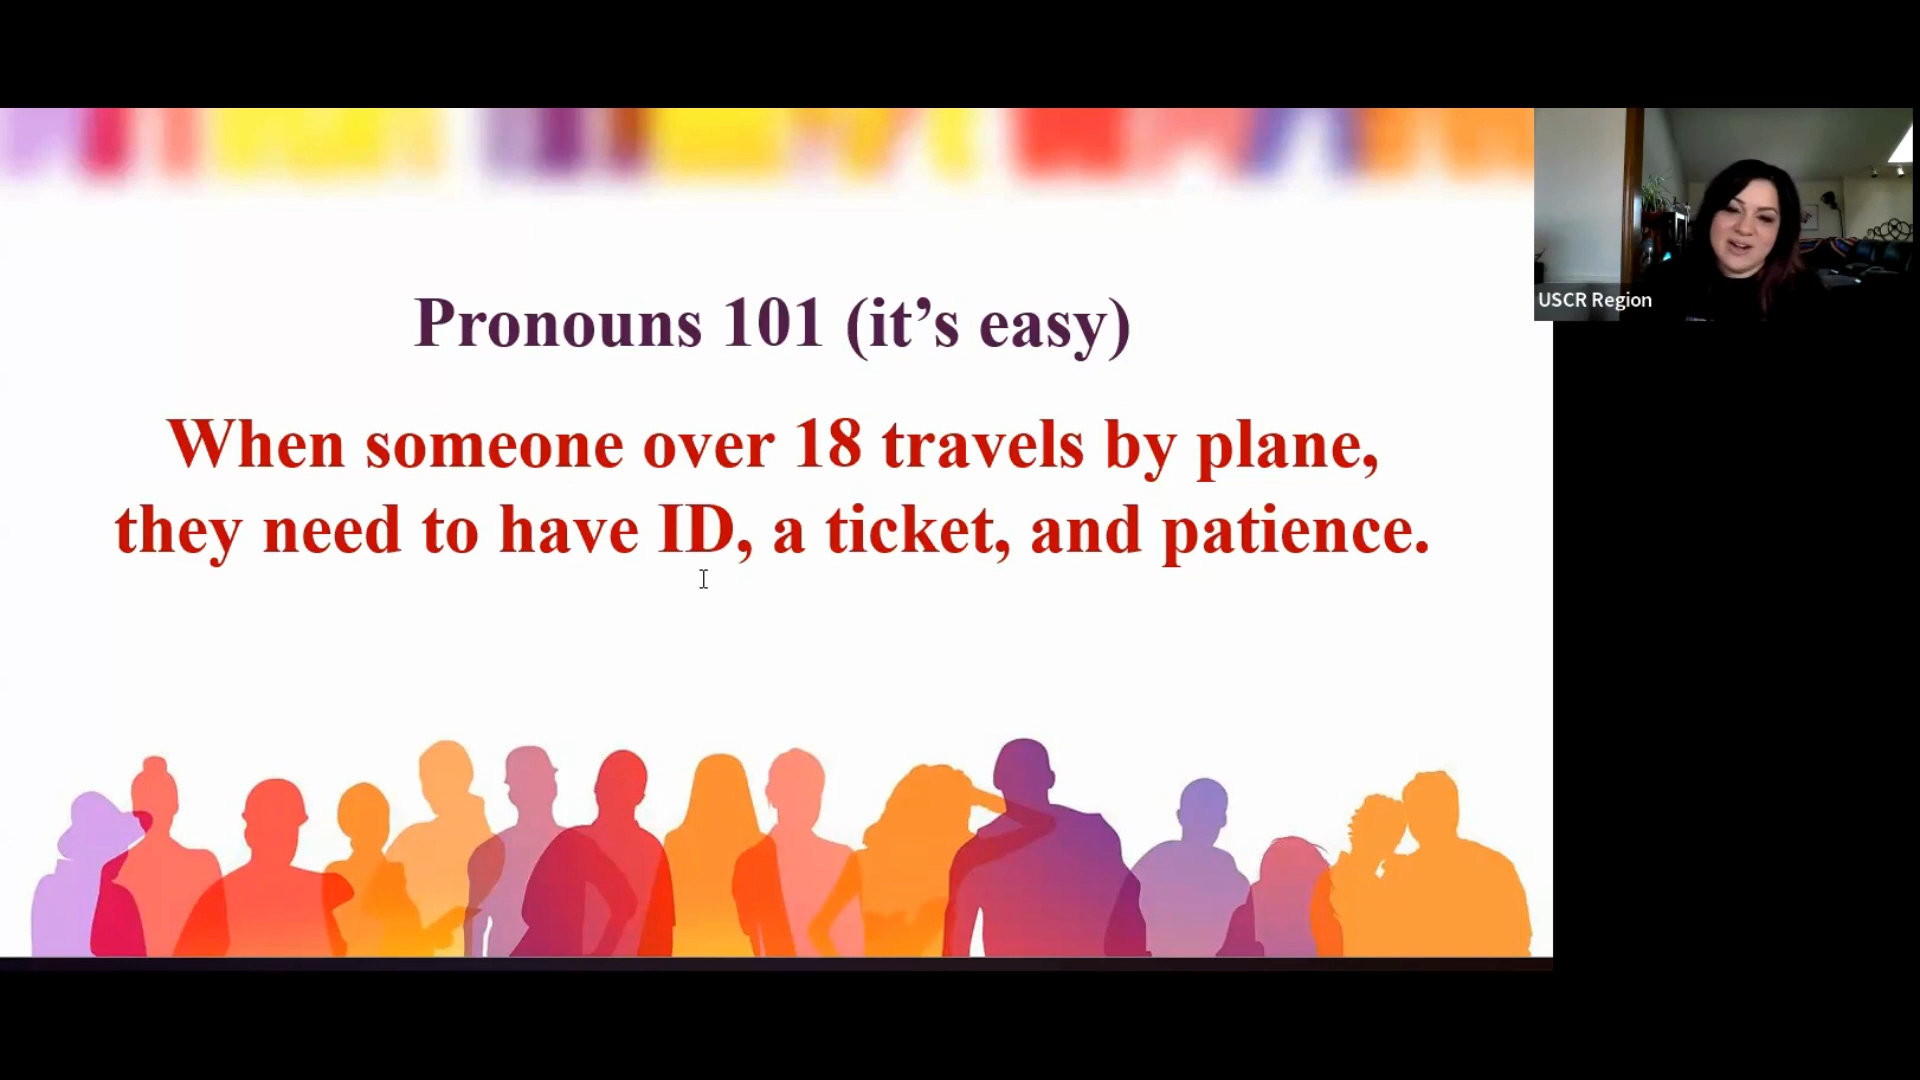 Pronouns 101 (it’s easy)
When someone over 18 travels by plane,
they need to have ID, a ticket, and patience.
USCR Region